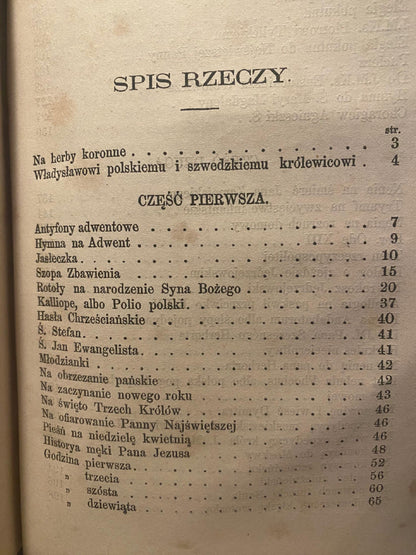 SPIS RZECZY.
str.
Na herby koronne . . . . . . . . . . . . 3
Władysławowi polskiemu i szwedzkiemu królewicowi . 4
CZĘŚĆ PIERWSZA.
Antyfony adwentowe . . . . . . . . . . . 7
Hymna na Adwent . . . . . . . . . . . . 9
Jasłeczka . . . . . . . . . . . . . . . 10
Szopa Zbawienia . . . . . . . . . . . . 15
Rotoły na narodzenie Syna Bożego . . . . . . 20
Kalliope, albo Polio polski . . . . . . . . . 37
Hasła Chrześciańskie . . . . . . . . . . . 40
Ś. Stefan . . . . . . . . . . . . . . . 41
Ś. Jan Ewangelista . . . . . . . . . . . . 41
Młodzianki . . . . . . . . . . . . . . . 42
Na obrzezanie pańskie . . . . . . . . . . . 42
Na zaczynanie nowego roku . . . . . . . . . 43
Na święto Trzech Królów . . . . . . . . . . 46
Na ofiarowanie Panny Najświętszej . . . . . . . 46
Pieśń na niedzielę kwietnią . . . . . . . . . 46
Historya męki Pana Jezusa . . . . . . . . . 48
Godzina pierwsza . . . . . . . . . . . . 52
„ trzecia . . . . . . . . . . . . 56
„ szósta . . . . . . . . . . . . 60
„ dziewiąta . . . . . . . . . . . 65